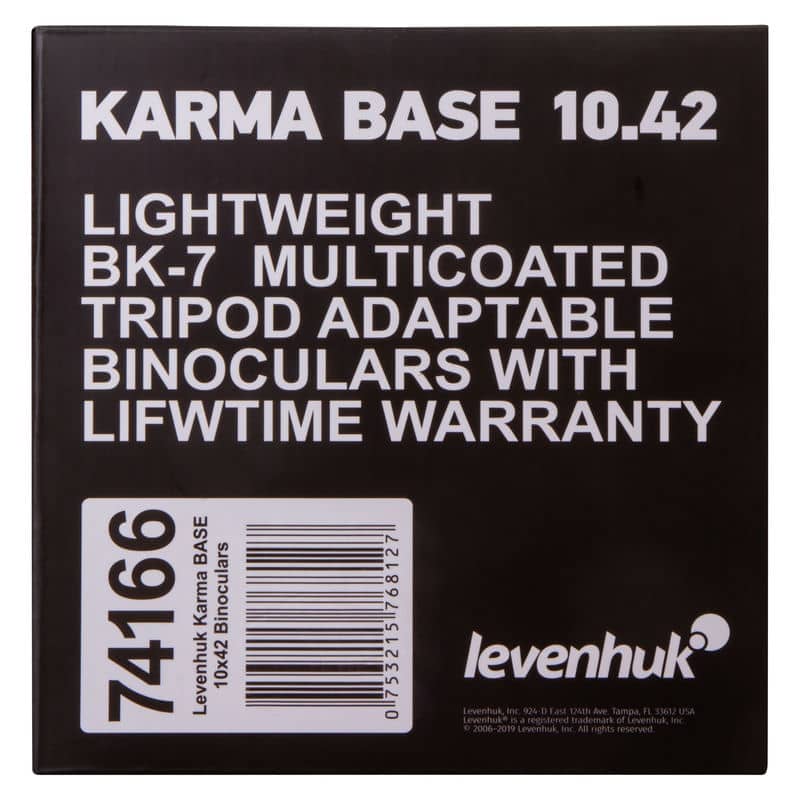 KARMA BASE 10.42
LIGHTWEIGHT
BK-7 MULTICOATED
TRIPOD ADAPTABLE
BINOCULARS WITH
LIFWTIME WARRANTY
74166
Levenhuk Karma BASE
10x42 Binoculars
0 753215 768127
levenhuk
Levenhuk, Inc. 924-D East 124th Ave. Tampa, FL 33612 USA
Levenhuk® is a registered trademark of Levenhuk, Inc.
© 2006–2019 Levenhuk, Inc. All rights reserved.